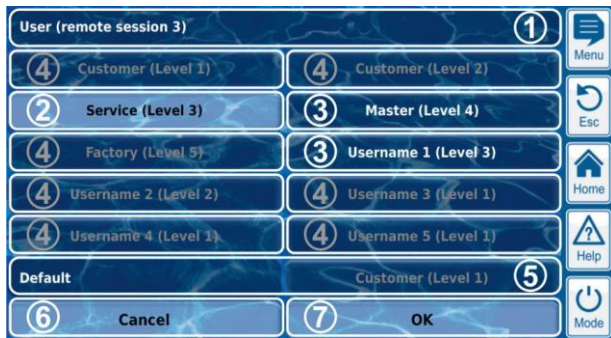 User (remote session 3) 1
Menu
4 Customer (Level 1) 4 Customer (Level 2)
2 Service (Level 3) 3 Master (Level 4)
Esc
4 Factory (Level 5) 3 Username 1 (Level 3)
Home
4 Username 2 (Level 2) 4 Username 3 (Level 1)
4 Username 4 (Level 1) 4 Username 5 (Level 1)
? Help
Default Customer (Level 1) 5
6 Cancel 7 OK
Mode